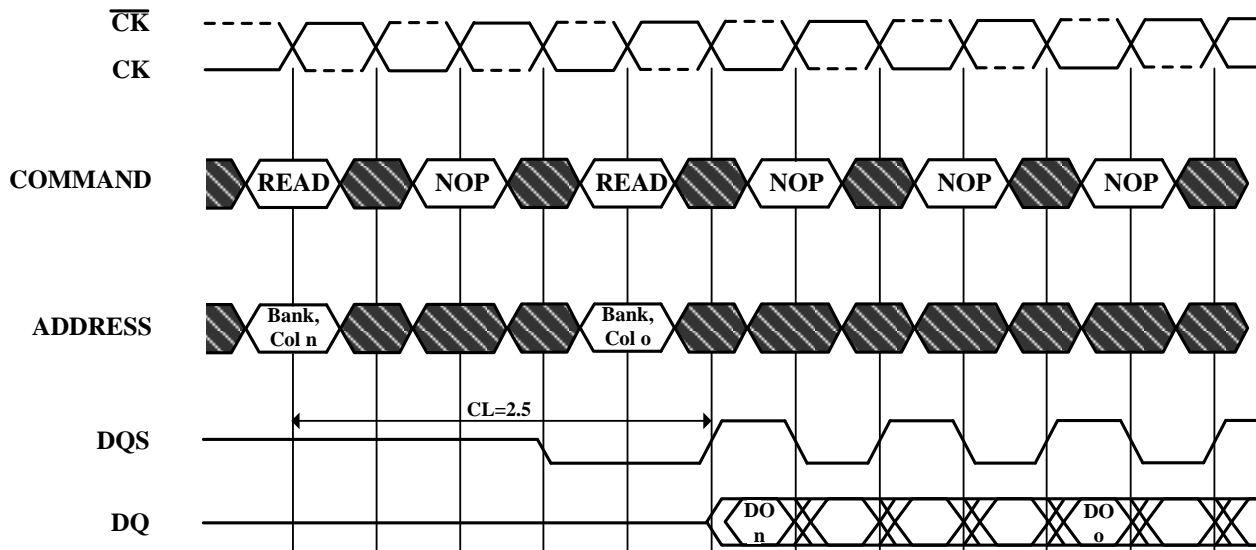 CK
CK
COMMAND READ NOP READ NOP NOP NOP
ADDRESS Bank, Col n Bank, Col o
CL=2.5
DQS
DQ DO n DO o